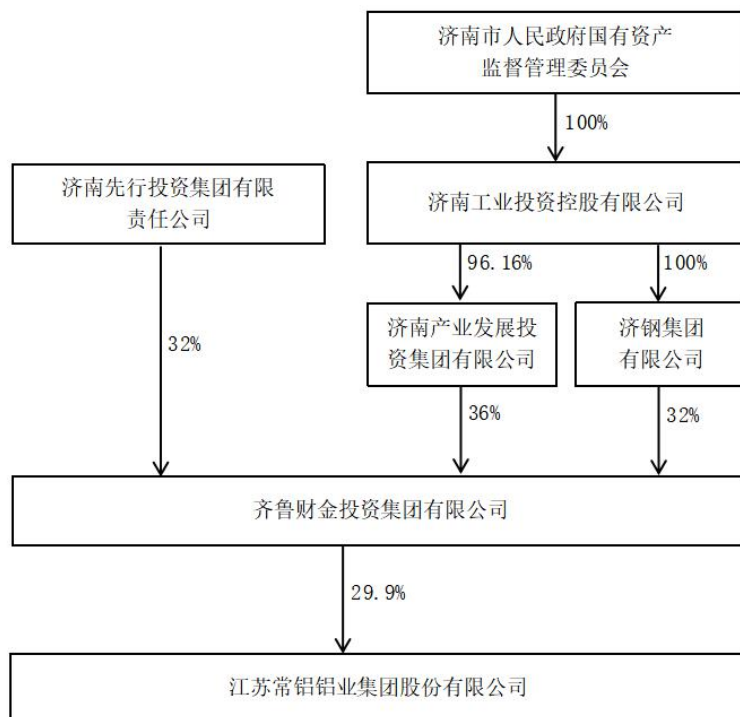 济南市人民政府国有资产
监督管理委员会
100%
济南先行投资集团有限
责任公司
济南工业投资控股有限公司
96.16%
100%
济南产业发展投
资集团有限公司
济钢集团
有限公司
32%
36%
32%
齐鲁财金投资集团有限公司
29.9%
江苏常铝铝业集团股份有限公司